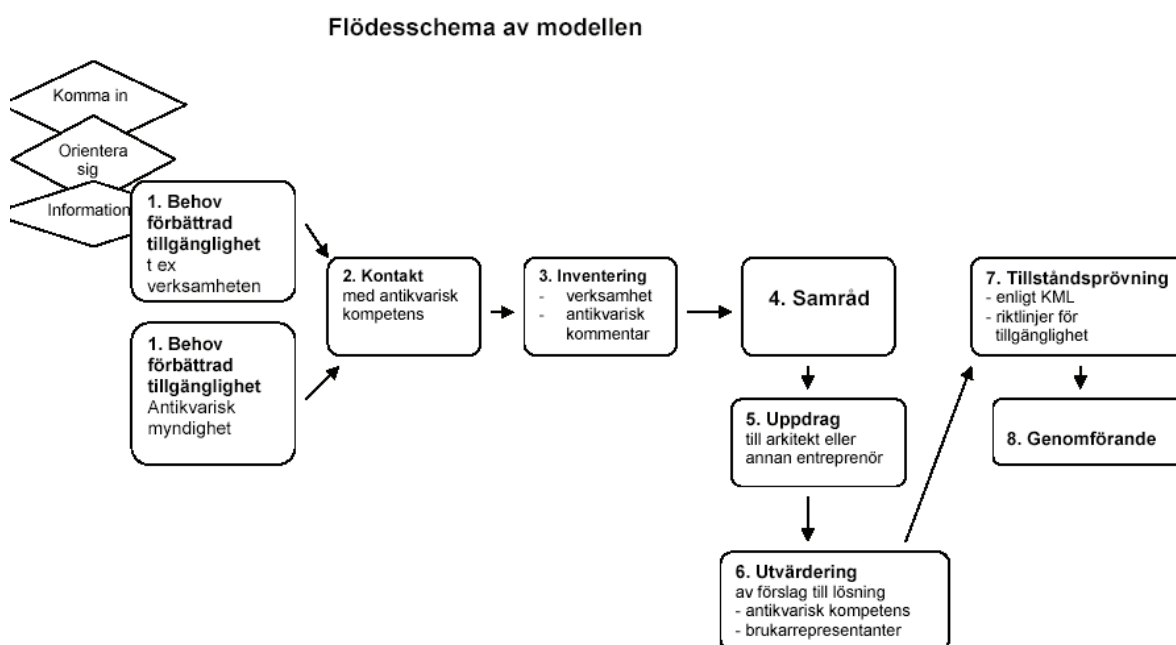 Flödesschema av modellen
Komma in
Orientera
sig
Information
1. Behov
förbättrad
tillgänglighet
t ex
verksamheten
1. Behov
förbättrad
tillgänglighet
Antikvarisk
myndighet
2. Kontakt
med antikvarisk
kompetens
3. Inventering
- verksamhet
- antikvarisk
kommentar
4. Samråd
5. Uppdrag
till arkitekt eller
annan entreprenör
6. Utvärdering
av förslag till lösning
- antikvarisk kompetens
- brukarrepresentanter
7. Tillståndsprövning
- enligt KML
- riktlinjer för
tillgänglighet
8. Genomförande